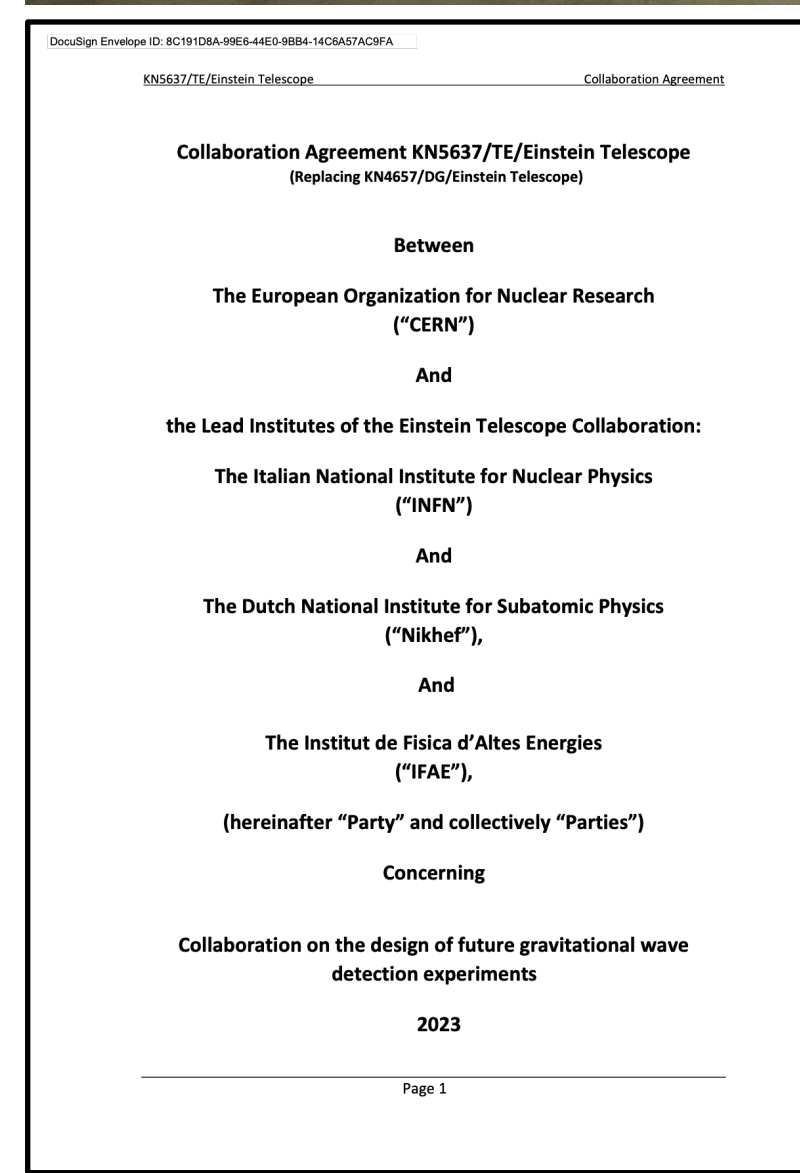 DocuSign Envelope ID: 8C191D8A-99E6-44E0-9BB4-14C6A57AC9FA
KN5637/TE/Einstein Telescope Collaboration Agreement
Collaboration Agreement KN5637/TE/Einstein Telescope
(Replacing KN4657/DG/Einstein Telescope)
Between
The European Organization for Nuclear Research
(“CERN”)
And
the Lead Institutes of the Einstein Telescope Collaboration:
The Italian National Institute for Nuclear Physics
(“INFN”)
And
The Dutch National Institute for Subatomic Physics
(“Nikhef”),
And
The Institut de Fisica d’Altes Energies
(“IFAE”),
(hereinafter “Party” and collectively “Parties”)
Concerning
Collaboration on the design of future gravitational wave
detection experiments
2023
Page 1